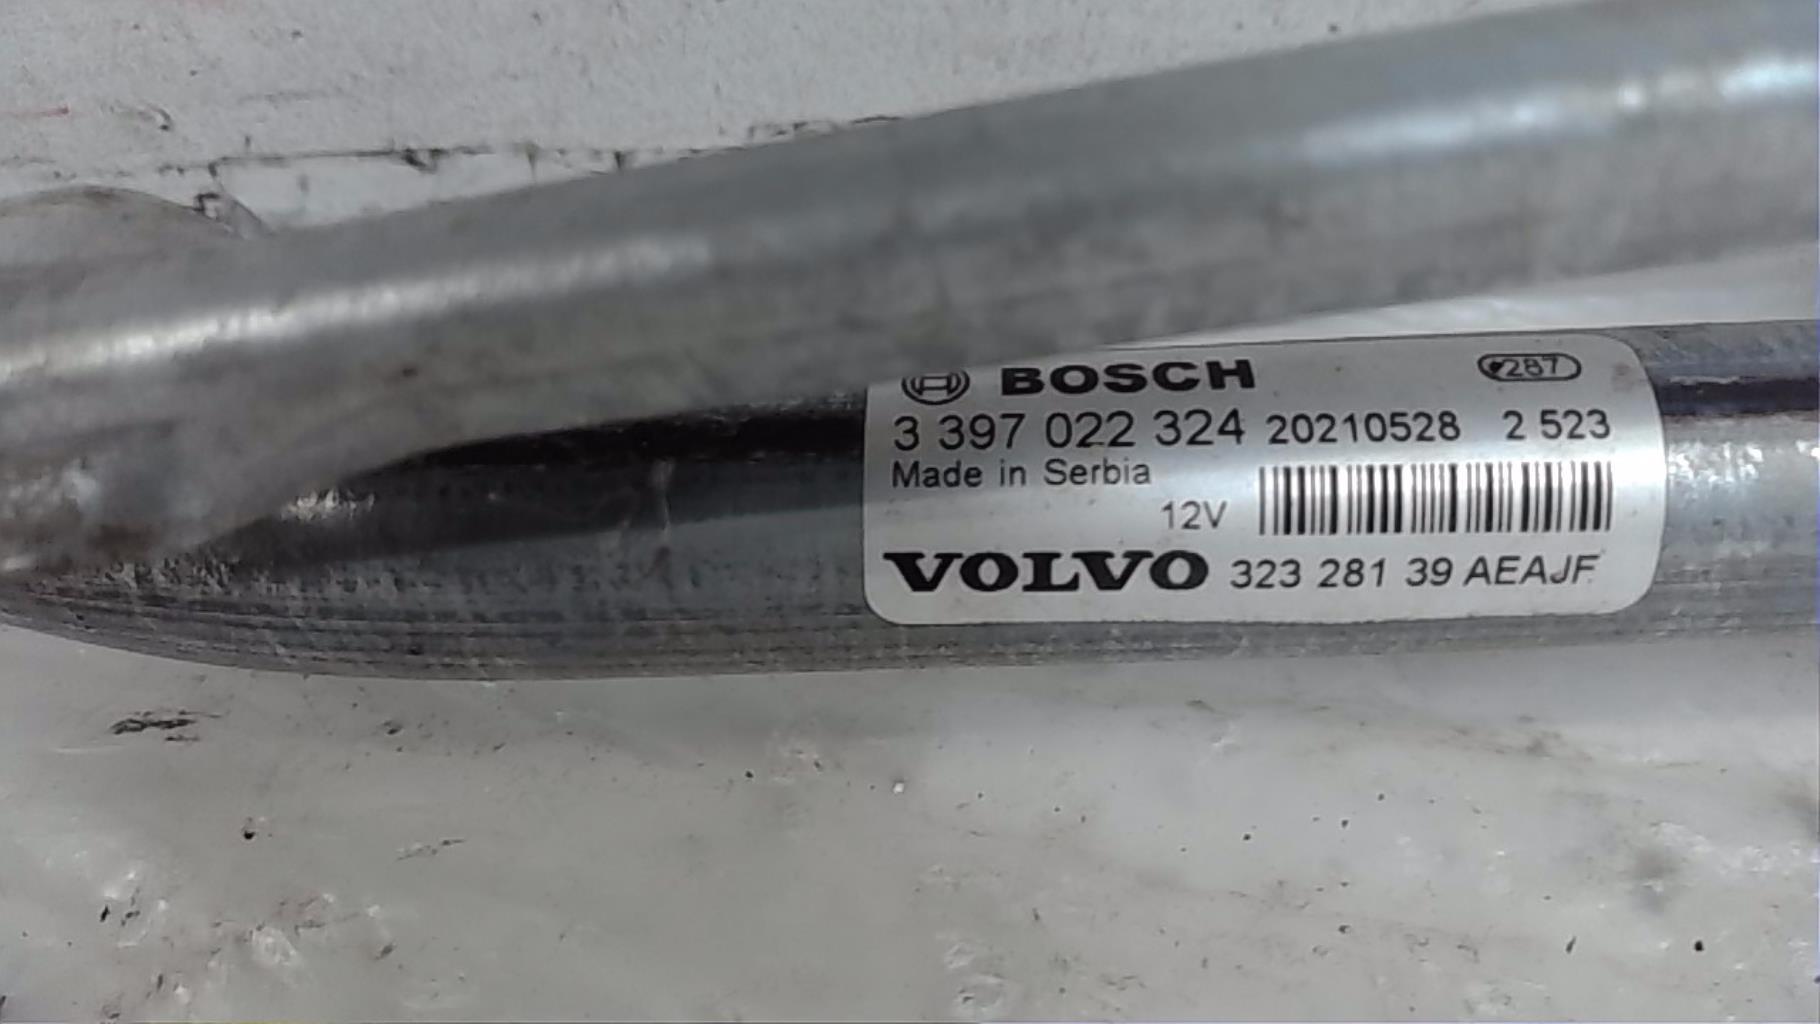 BOSCH 287
3 397 022 324 20210528 2 523
Made in Serbia
12V
VOLVO 323 281 39 AEAJF